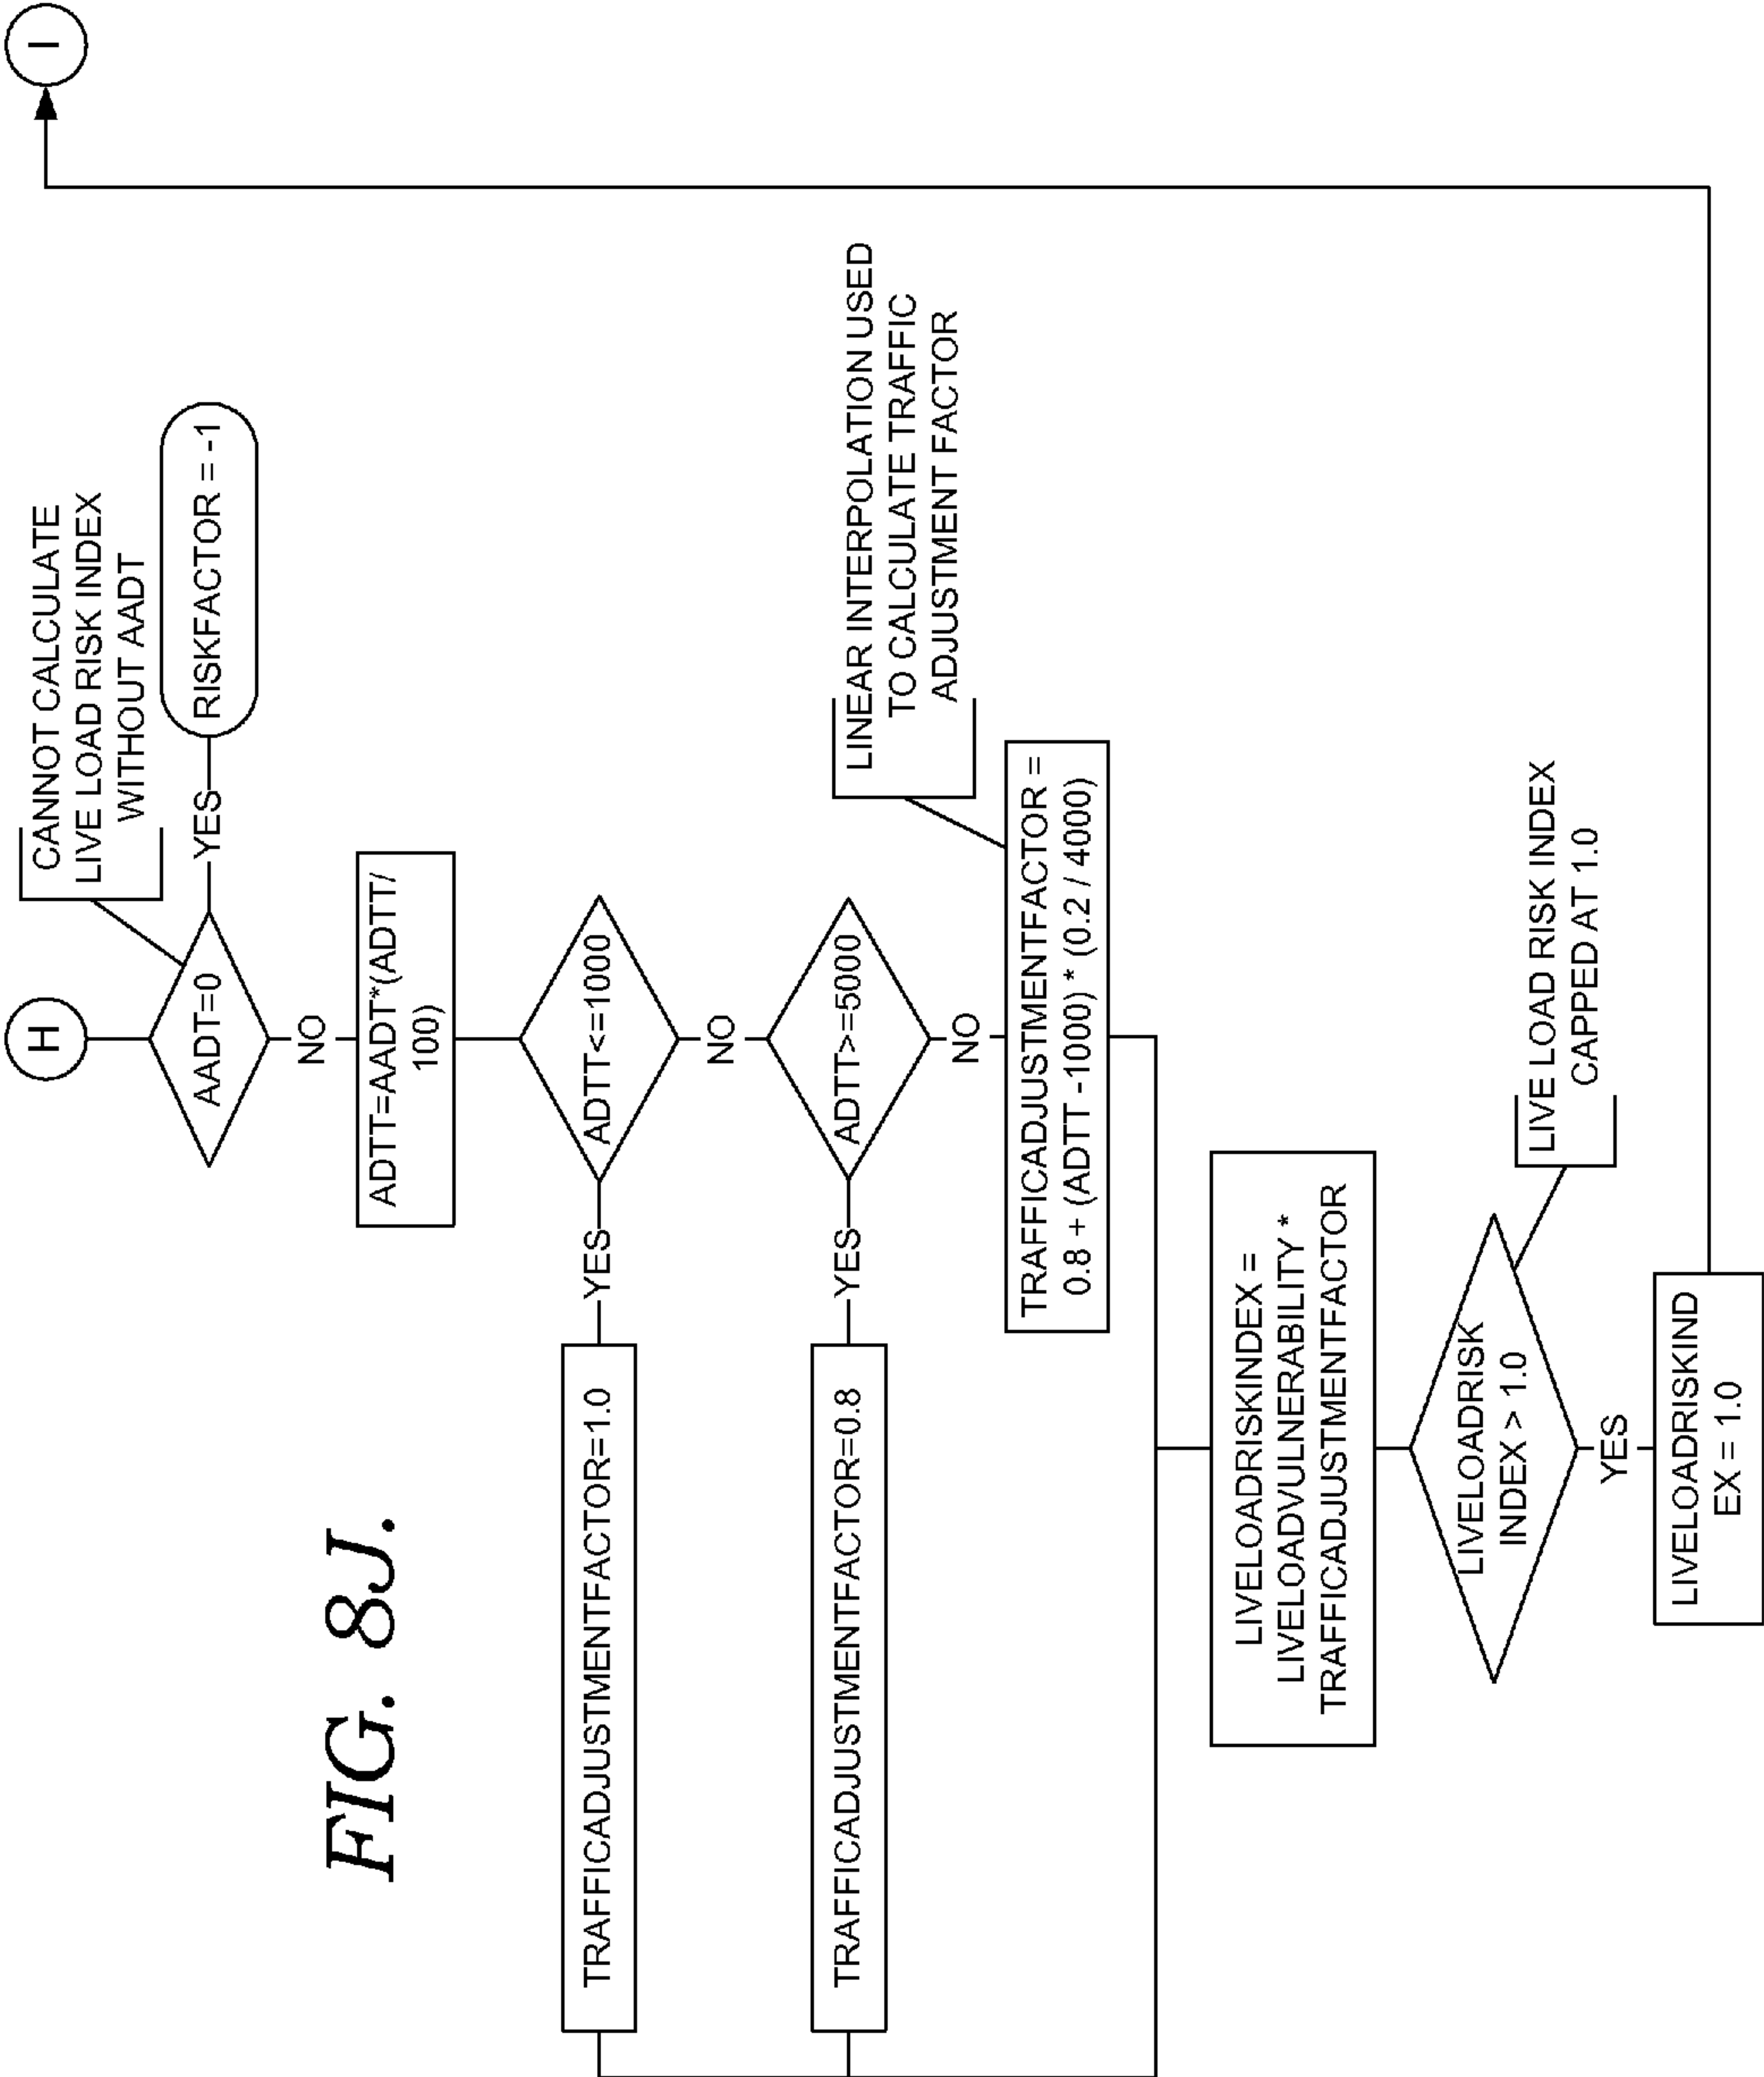 FIG. 8J.
H
I
CANNOT CALCULATE
LIVE LOAD RISK INDEX
WITHOUT AADT
AADT=0
YES
RISKFACTOR = -1
NO
ADTT=AADT*(ADTT/
100)
ADTT<=1000
YES
TRAFFICADJUSTMENTFACTOR=1.0
NO
ADTT>=5000
YES
TRAFFICADJUSTMENTFACTOR=0.8
NO
LINEAR INTERPOLATION USED
TO CALCULATE TRAFFIC
ADJUSTMENT FACTOR
TRAFFICADJUSTMENTFACTOR =
0.8 + (ADTT -1000) * (0.2 / 4000)
LIVELOADRISKINDEX =
LIVELOADVULNERABILITY *
TRAFFICADJUSTMENTFACTOR
LIVELOADRISK
INDEX > 1.0
LIVE LOAD RISK INDEX
CAPPED AT 1.0
YES
LIVELOADRISKIND
EX = 1.0